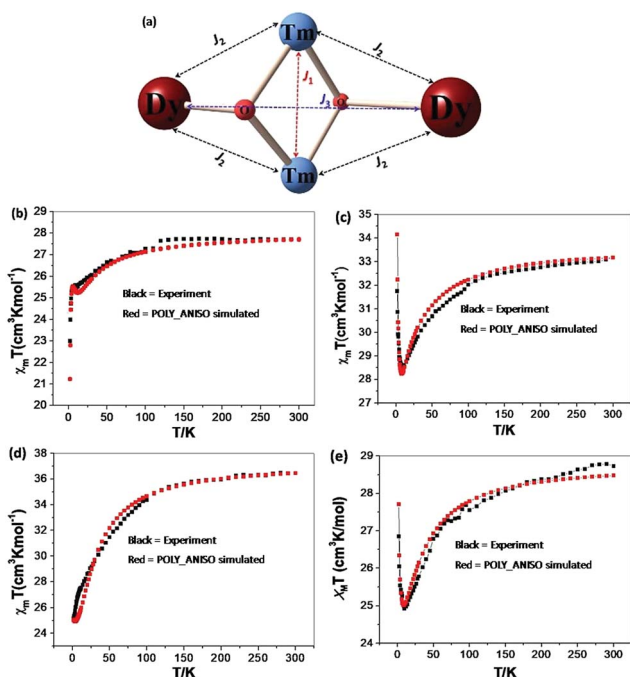 (a)
J2
Tm
J2
J1
Dy
O
J3
O
Dy
J2
Tm
J2
(b)
28
27
26
25
24
23
22
21
20
χmT(cm³Kmol⁻¹)
Black = Experiment
Red = POLY_ANISO simulated
0 50 100 150 200 250 300
T/K
(c)
34
33
32
31
30
29
28
27
χmT(cm³Kmol⁻¹)
Black = Experiment
Red = POLY_ANISO simulated
0 50 100 150 200 250 300
T/K
(d)
38
36
34
32
30
28
26
24
χmT(cm³Kmol⁻¹)
Black = Experiment
Red = POLY_ANISO simulated
0 50 100 150 200 250 300
T/K
(e)
29
28
27
26
25
24
χMT (cm³K/mol)
Black = Experiment
Red = POLY_ANISO simulated
0 50 100 150 200 250 300
T/K